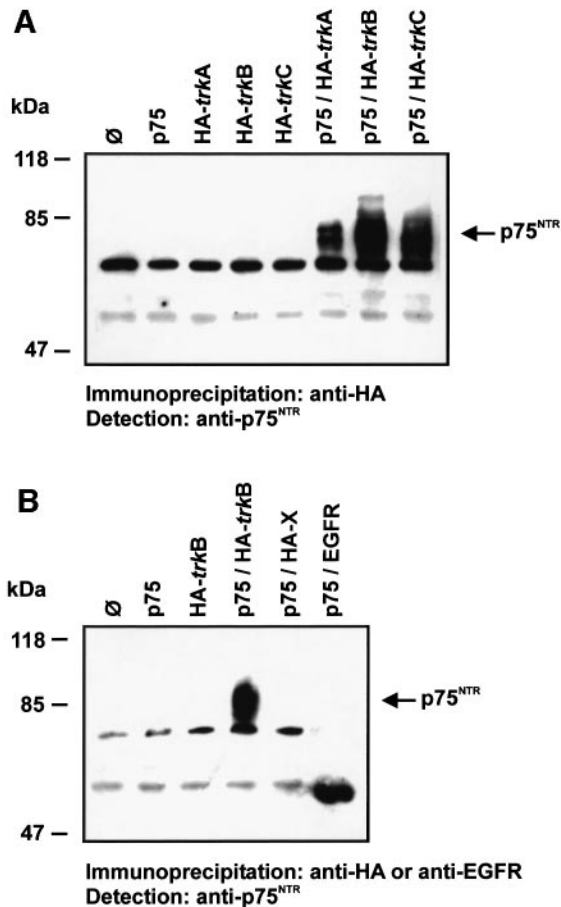 A
kDa
Ø
p75
HA-trkA
HA-trkB
HA-trkC
p75 / HA-trkA
p75 / HA-trkB
p75 / HA-trkC
118
85
p75NTR
47
Immunoprecipitation: anti-HA
Detection: anti-p75NTR
B
kDa
Ø
p75
HA-trkB
p75 / HA-trkB
p75 / HA-X
p75 / EGFR
118
85
p75NTR
47
Immunoprecipitation: anti-HA or anti-EGFR
Detection: anti-p75NTR